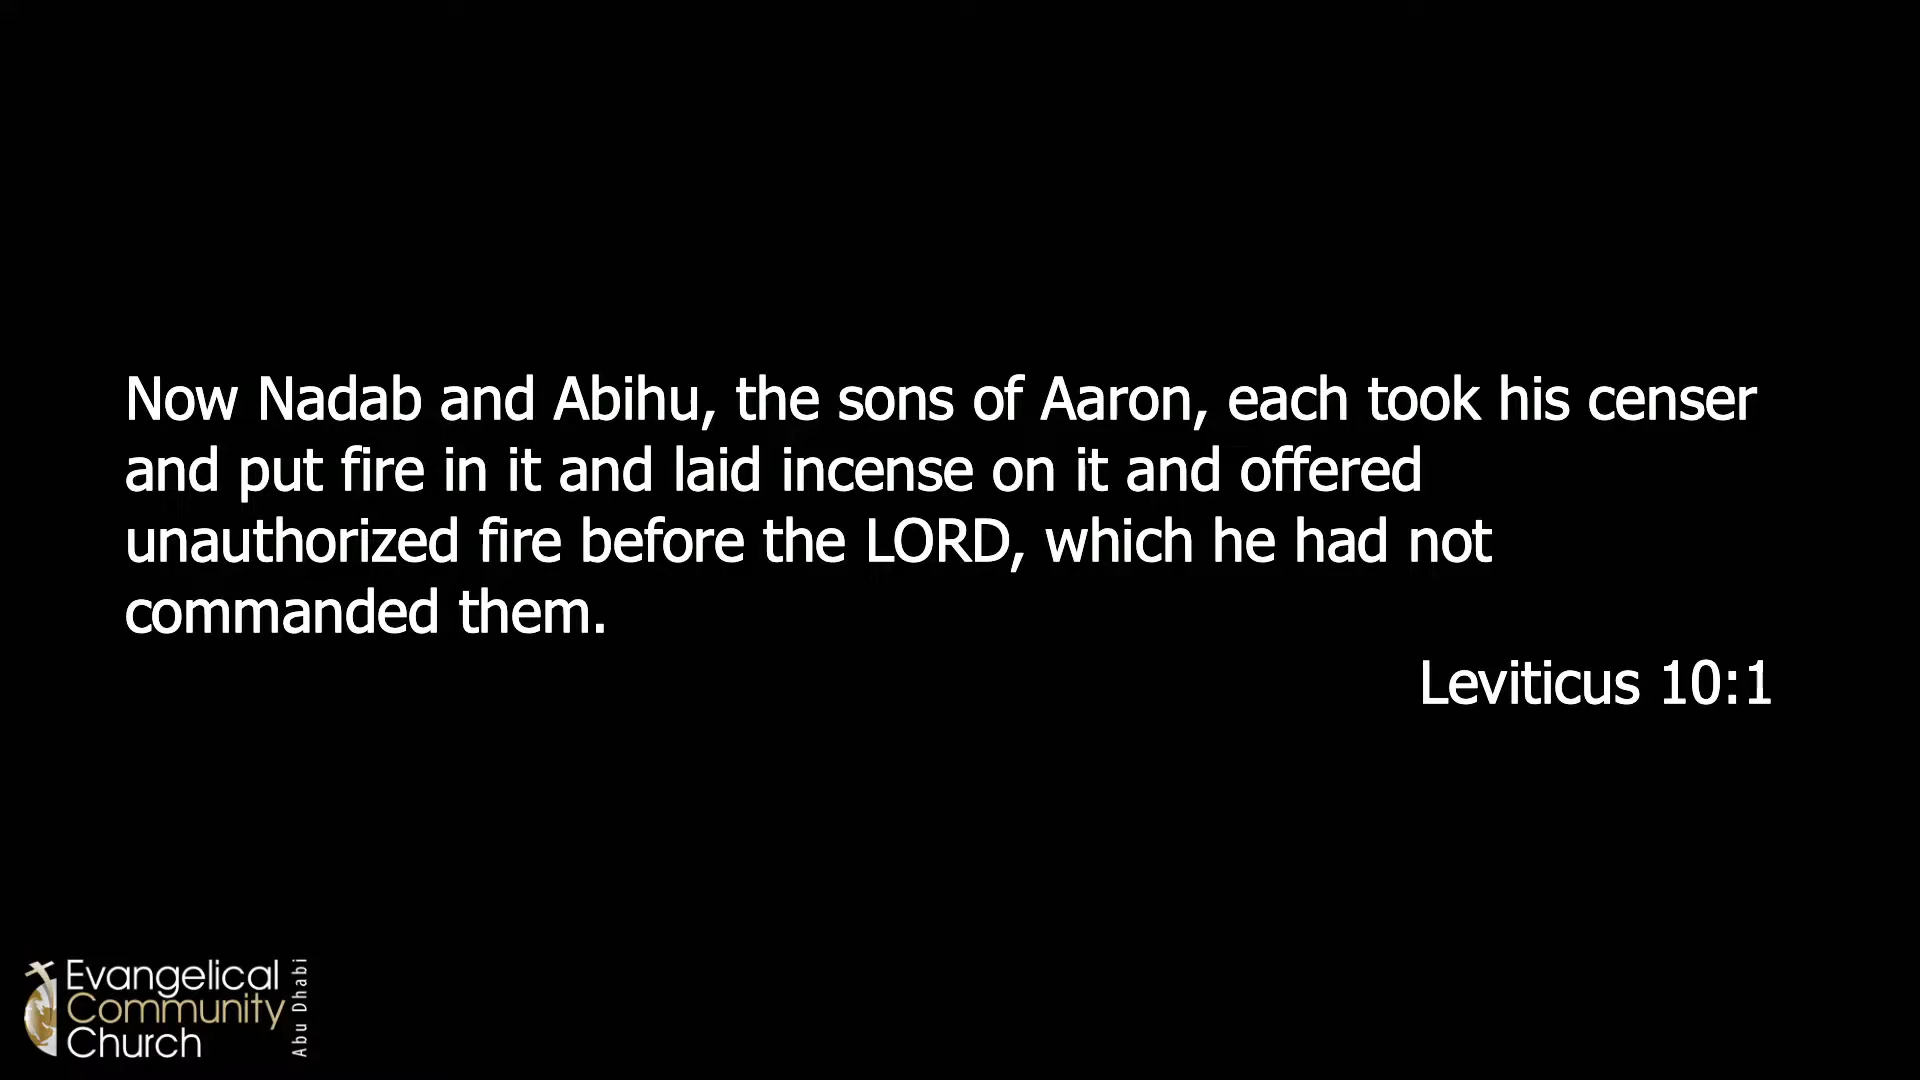 Now Nadab and Abihu, the sons of Aaron, each took his censer
and put fire in it and laid incense on it and offered
unauthorized fire before the LORD, which he had not
commanded them.
Leviticus 10:1
Evangelical
Community
Church
Abu Dhabi